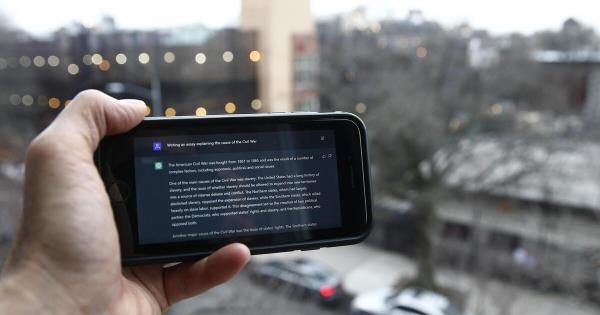 Writing an essay explaining the cause of the Civil War.
The American Civil War was fought from 1861 to 1865 and was the result of a number of
complex factors, including economic, political and social issues.
One of the main causes of the war was slavery. The United States had a long history of
slavery, and the issue of whether slavery should be allowed to expand into new territories
was a source of intense debate and conflict. The Northern states, which had largely
abolished slavery, opposed the expansion of slavery, while the Southern states, which relied
heavily on slave labor, supported it. This disagreement led to the creation of two political
parties: the Democrats, who supported states' rights and slavery, and the Republicans, who
opposed both.
Another major cause of the war was the issue of states' rights. The Southern states